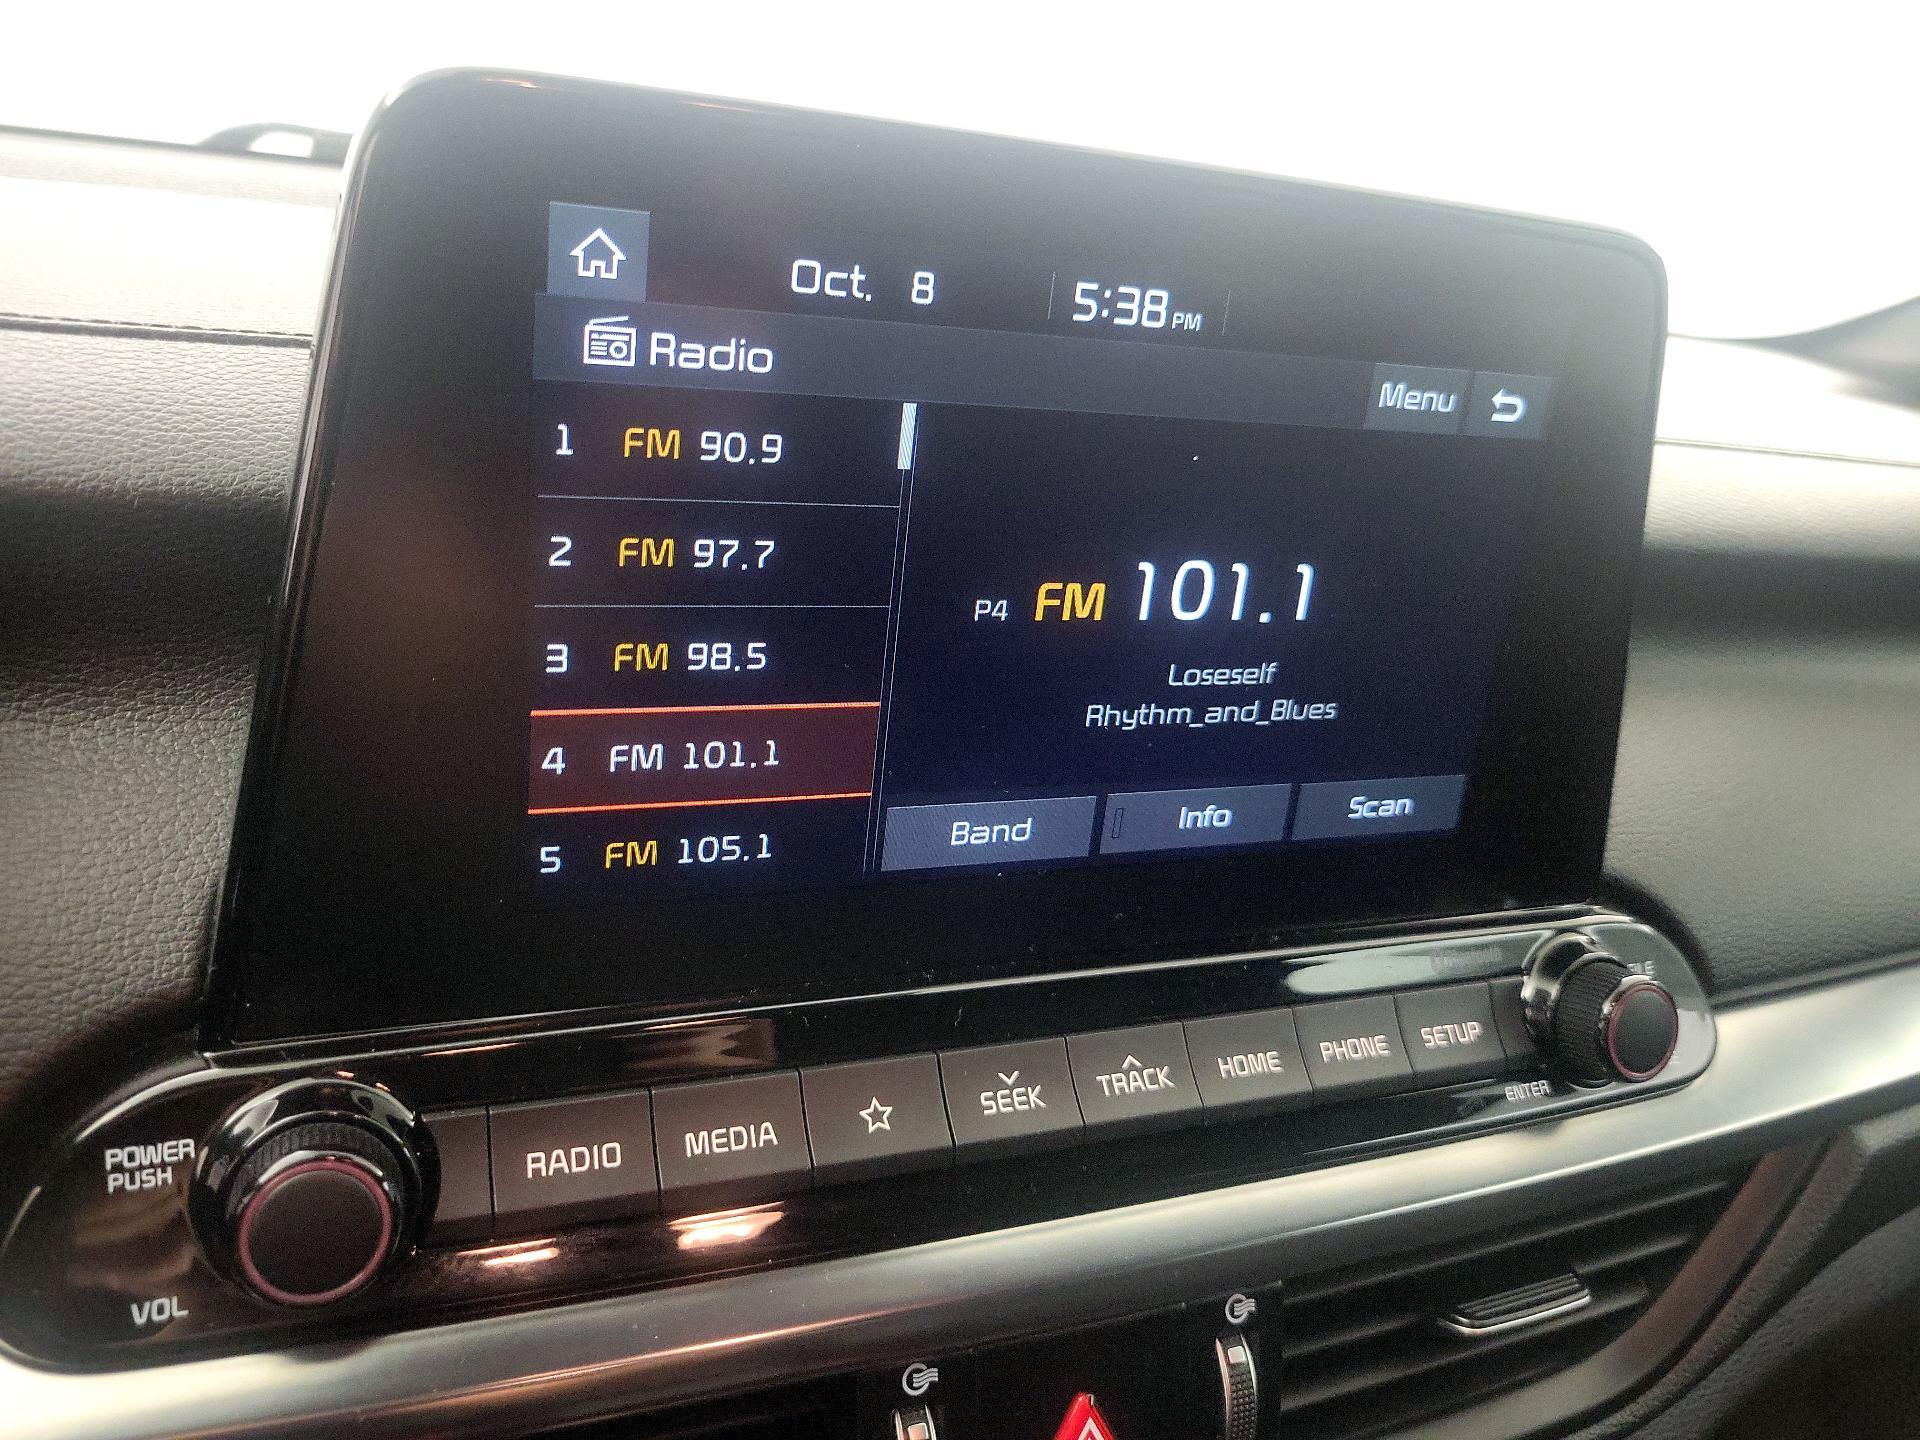 Oct. 8 5:38 PM
Radio
Menu
1 FM 90.9
2 FM 97.7
3 FM 98.5
4 FM 101.1
5 FM 105.1
P4 FM 101.1
Loseself
Rhythm_and_Blues
Band Info Scan
POWER
PUSH
VOL
RADIO MEDIA SEEK TRACK HOME PHONE SETUP
ENTER